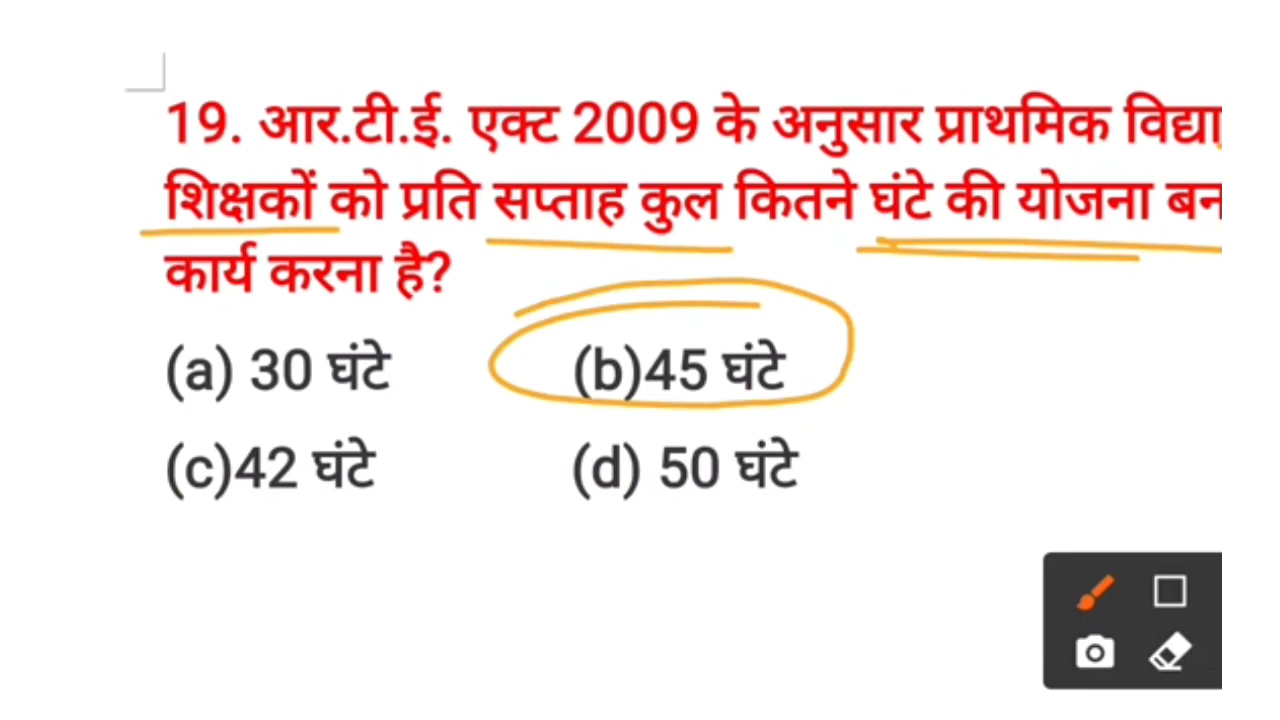 19. आर.टी.ई. एक्ट 2009 के अनुसार प्राथमिक
शिक्षकों को प्रति सप्ताह कुल कितने घंटे की योजना
कार्य करना है?
(a) 30 घंटे (b)45 घंटे
(c)42 घंटे (d) 50 घंटे